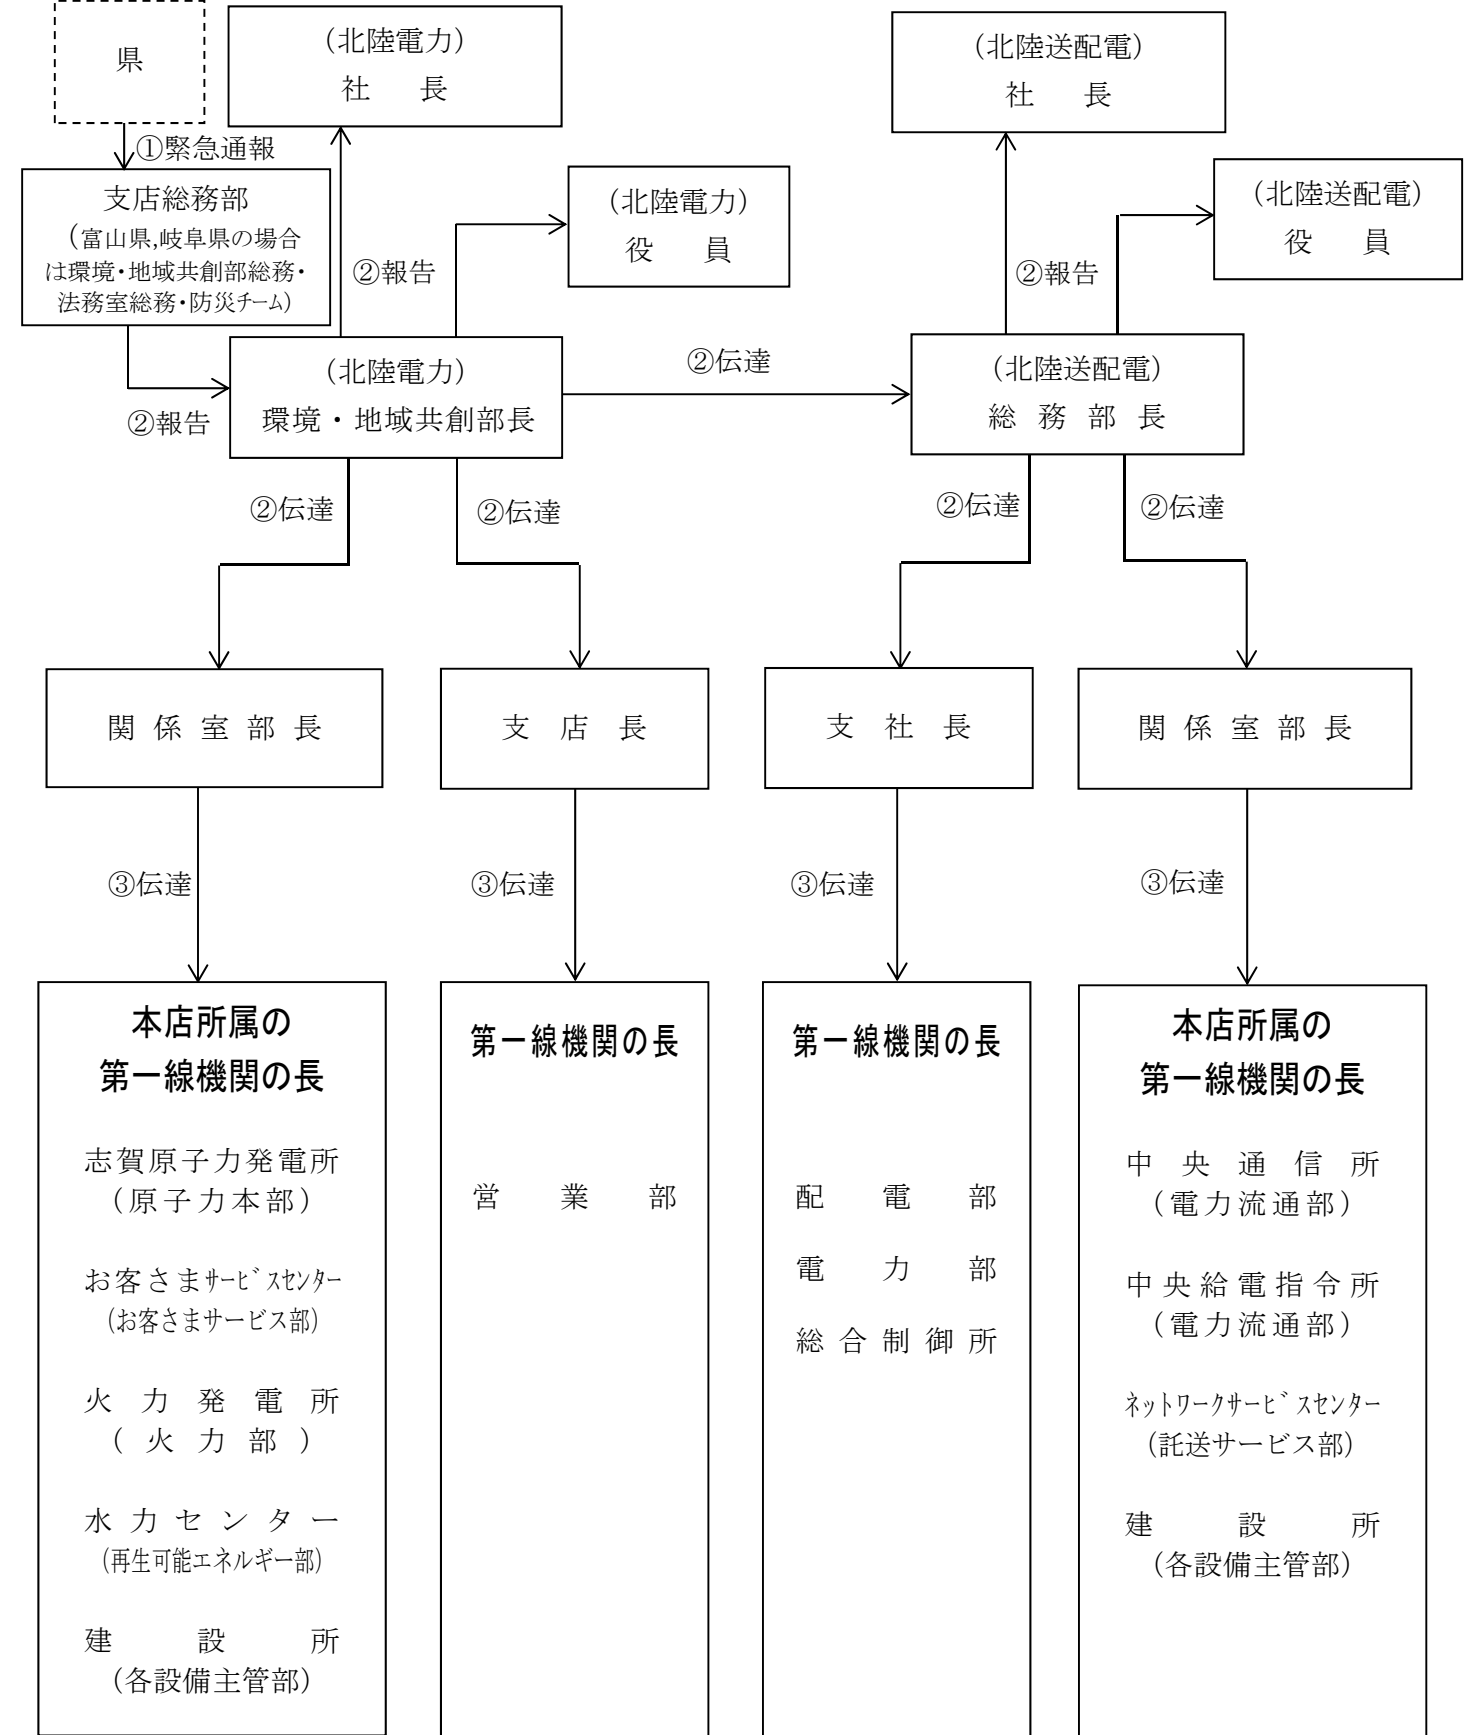 県
(北陸電力)
社 長
(北陸送配電)
社 長
①緊急通報
支店総務部
(富山県,岐阜県の場合
は環境・地域共創部総務・
法務室総務・防災チーム)
(北陸電力)
役 員
(北陸送配電)
役 員
②報告
②報告
(北陸電力)
環境・地域共創部長
②伝達
(北陸送配電)
総 務 部 長
②報告
②伝達
②伝達
②伝達
②伝達
関 係 室 部 長
支 店 長
支 社 長
関 係 室 部 長
③伝達
③伝達
③伝達
③伝達
本店所属の
第一線機関の長
志賀原子力発電所
(原子力本部)
お客さまサービスセンター
(お客さまサービス部)
火 力 発 電 所
( 火 力 部 )
水 力 セ ン タ ー
(再生可能エネルギー部)
建 設 所
(各設備主管部)
第一線機関の長
営 業 部
第一線機関の長
配 電 部
電 力 部
総 合 制 御 所
本店所属の
第一線機関の長
中 央 通 信 所
(電力流通部)
中央給電指令所
(電力流通部)
ネットワークサービスセンター
(託送サービス部)
建 設 所
(各設備主管部)